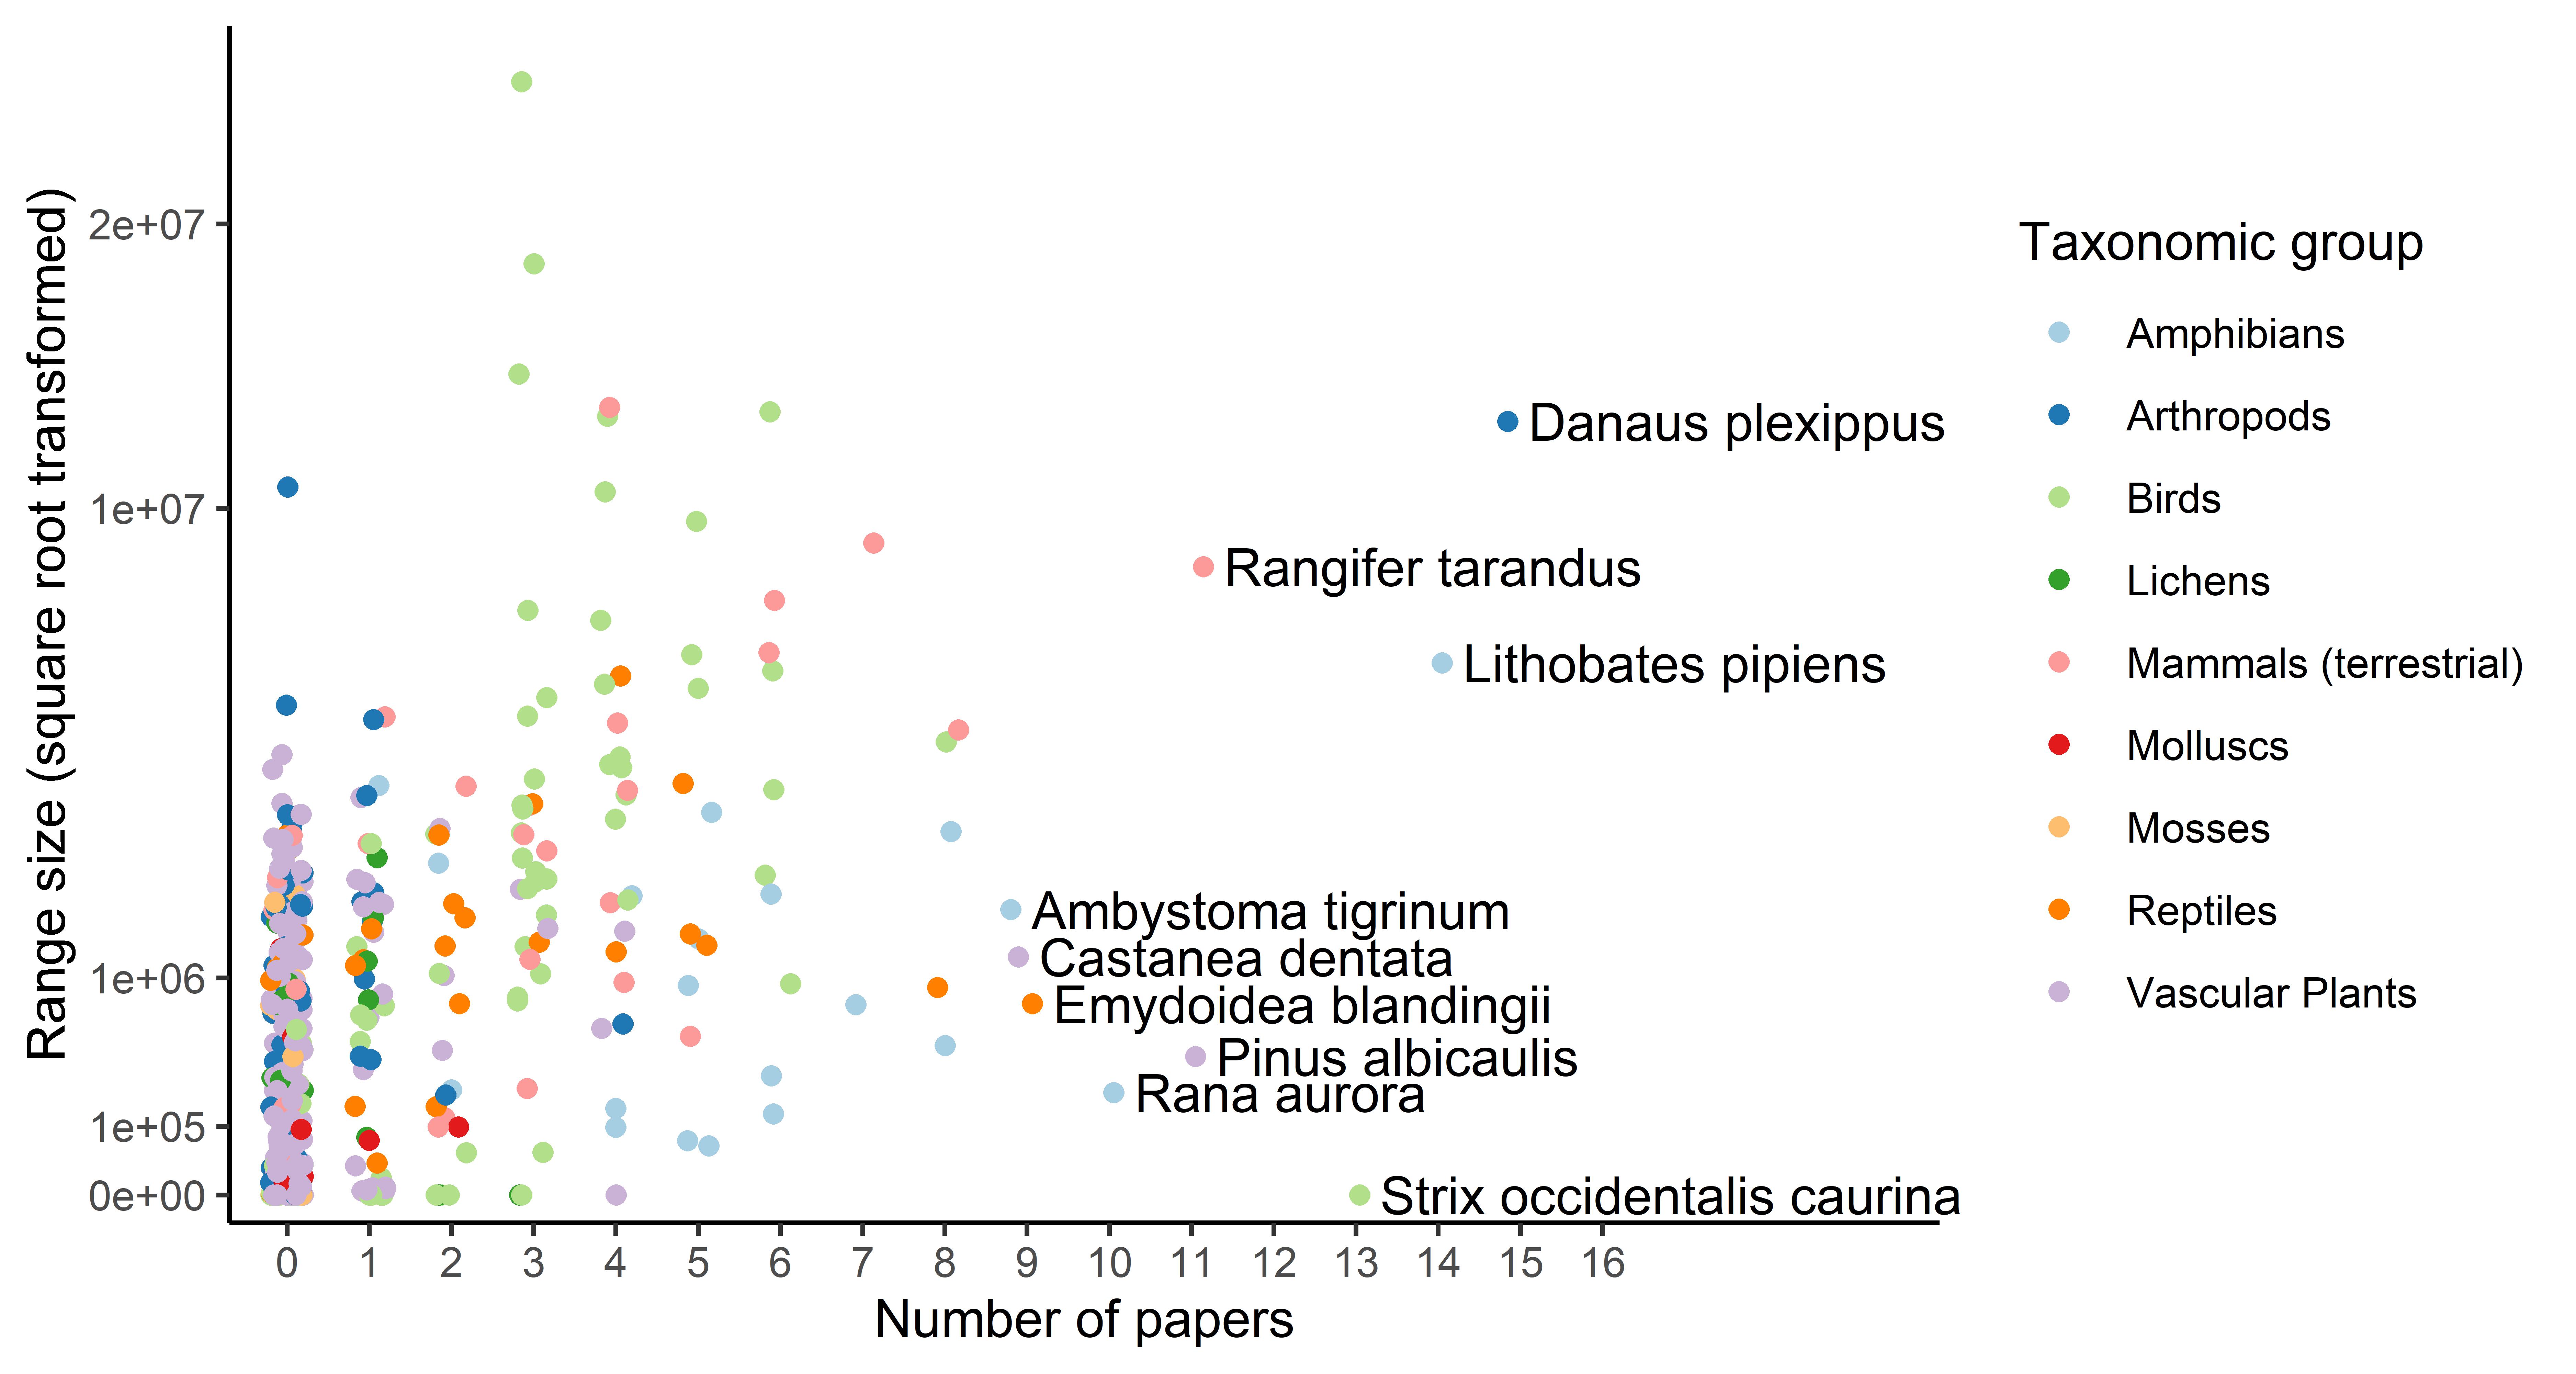 Range size (square root transformed)
2e+07
1e+07
1e+06
1e+05
0e+00
Danaus plexippus
Rangifer tarandus
Lithobates pipiens
Ambystoma tigrinum
Castanea dentata
Emydoidea blandingii
Pinus albicaulis
Rana aurora
Strix occidentalis caurina
0 1 2 3 4 5 6 7 8 9 10 11 12 13 14 15 16
Number of papers
Taxonomic group
Amphibians
Arthropods
Birds
Lichens
Mammals (terrestrial)
Molluscs
Mosses
Reptiles
Vascular Plants